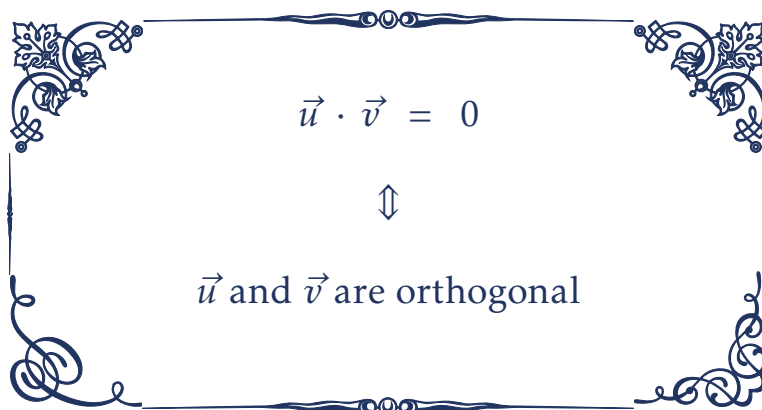 u⃗ · v⃗ = 0
⇕
u⃗ and v⃗ are orthogonal